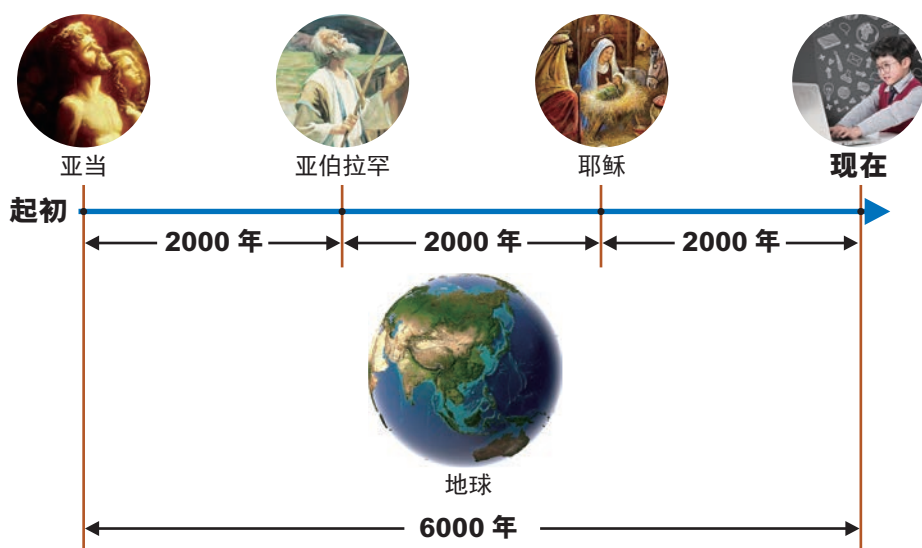 亚当
亚伯拉罕
耶稣
现在
起初
2000 年
2000 年
2000 年
地球
6000 年